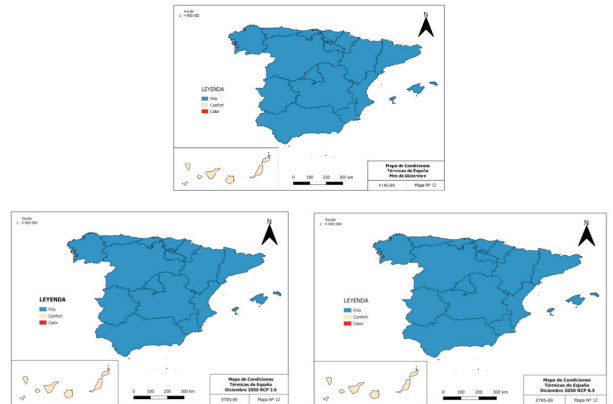 Escala
1 : 4 000 000
N
LEYENDA
Frío
Confort
Calor
0 100 200 300 km
Mapa de Condiciones
Térmicas de España
Mes de Diciembre
ETRS-89 Mapa Nº 12
Escala
1 : 4 000 000
N
LEYENDA
Frío
Confort
Calor
0 100 200 300 km
Mapa de Condiciones
Térmicas de España
Diciembre 2050 RCP 2.6
ETRS-89 Mapa Nº 12
Escala
1 : 4 000 000
N
LEYENDA
Frío
Confort
Calor
0 100 200 300 km
Mapa de Condiciones
Térmicas de España
Diciembre 2050 RCP 8.5
ETRS-89 Mapa Nº 12